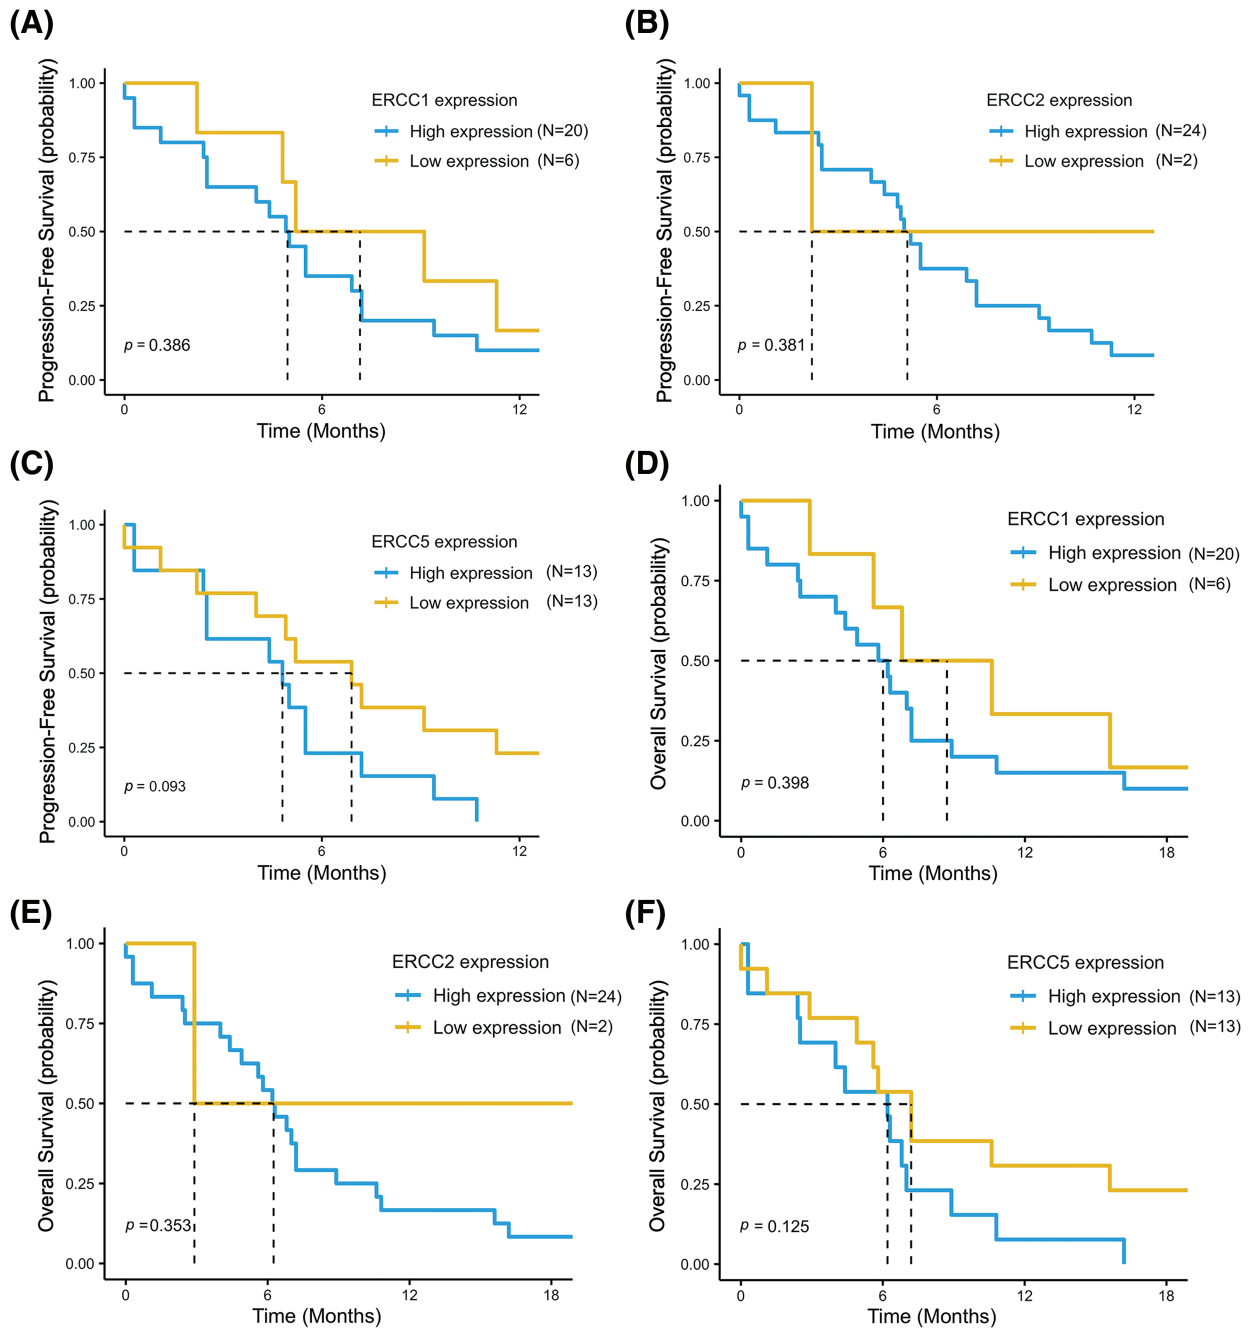 (A)
Progression-Free Survival (probability)
1.00
0.75
0.50
0.25
0.00
ERCC1 expression
High expression (N=20)
Low expression (N=6)
p = 0.386
0 6 12
Time (Months)
(B)
Progression-Free Survival (probability)
1.00
0.75
0.50
0.25
0.00
ERCC2 expression
High expression (N=24)
Low expression (N=2)
p = 0.381
0 6 12
Time (Months)
(C)
Progression-Free Survival (probability)
1.00
0.75
0.50
0.25
0.00
ERCC5 expression
High expression (N=13)
Low expression (N=13)
p = 0.093
0 6 12
Time (Months)
(D)
Overall Survival (probability)
1.00
0.75
0.50
0.25
0.00
ERCC1 expression
High expression (N=20)
Low expression (N=6)
p = 0.398
0 6 12 18
Time (Months)
(E)
Overall Survival (probability)
1.00
0.75
0.50
0.25
0.00
ERCC2 expression
High expression (N=24)
Low expression (N=2)
p =0.353
0 6 12 18
Time (Months)
(F)
Overall Survival (probability)
1.00
0.75
0.50
0.25
0.00
ERCC5 expression
High expression (N=13)
Low expression (N=13)
p = 0.125
0 6 12 18
Time (Months)